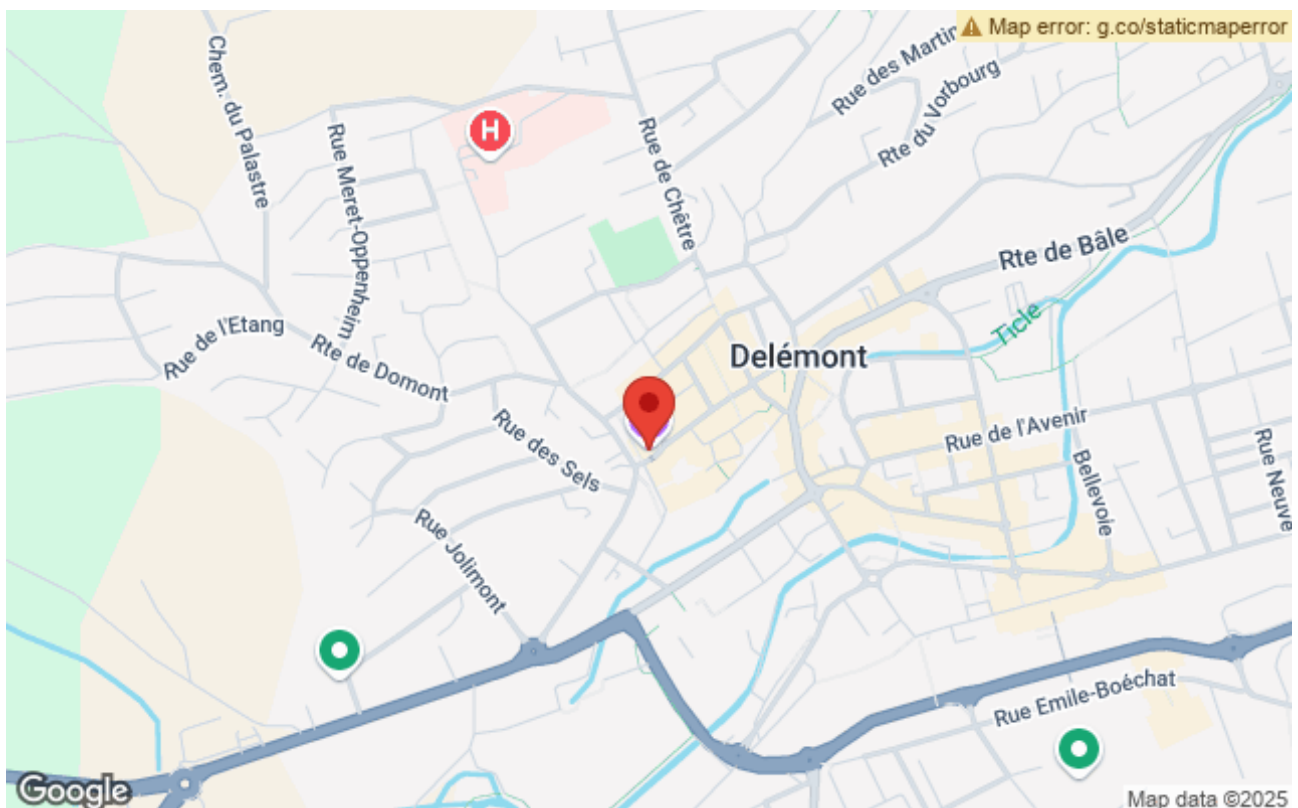 Map error: g.co/staticmaperror
Chem. du Palastre
Rue des Martin
Rte du Vorbourg
H
Rue Meret-Oppenheim
Rue de Chêtre
Rte de Bâle
Ticle
Rue de l'Etang
Rte de Domont
Delémont
Rue des Sels
Rue de l'Avenir
Bellevoie
Rue Neuve
Rue Jolimont
Rue Emile-Boéchat
Google
Map data ©2025